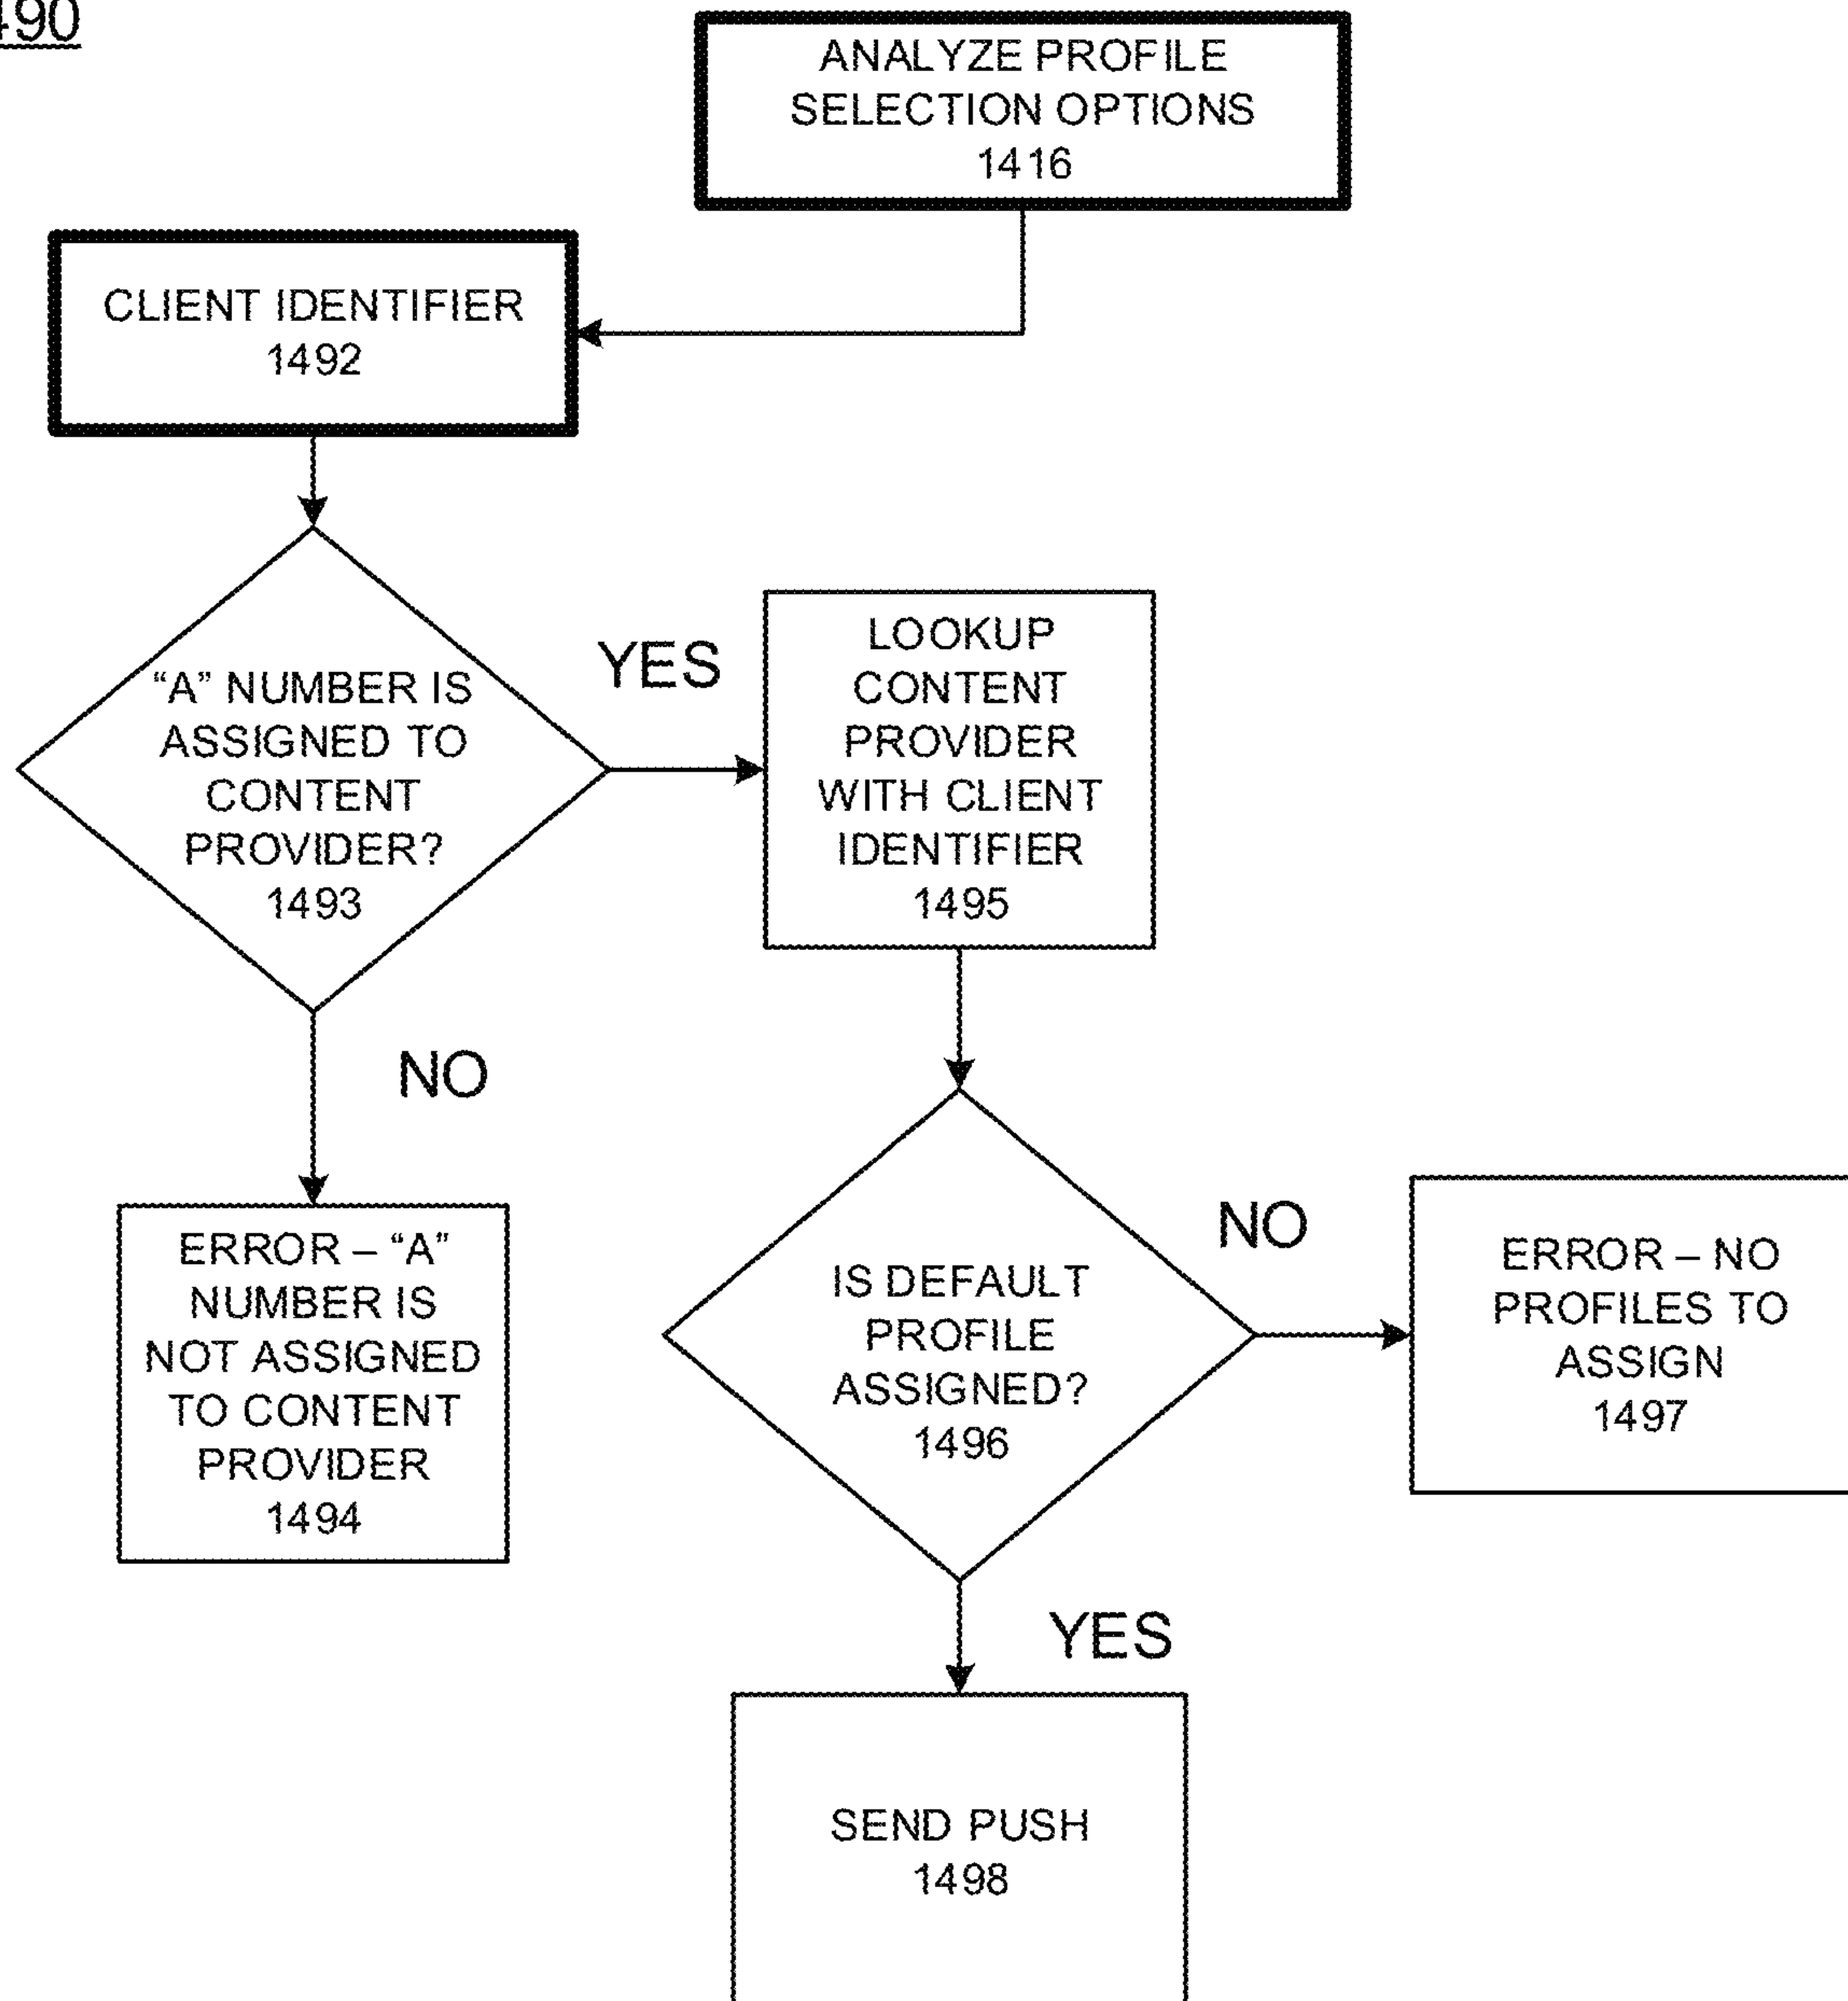 490
ANALYZE PROFILE
SELECTION OPTIONS
1416
CLIENT IDENTIFIER
1492
“A” NUMBER IS
ASSIGNED TO
CONTENT
PROVIDER?
1493
YES
LOOKUP
CONTENT
PROVIDER
WITH CLIENT
IDENTIFIER
1495
NO
ERROR – “A”
NUMBER IS
NOT ASSIGNED
TO CONTENT
PROVIDER
1494
IS DEFAULT
PROFILE
ASSIGNED?
1496
NO
ERROR – NO
PROFILES TO
ASSIGN
1497
YES
SEND PUSH
1498